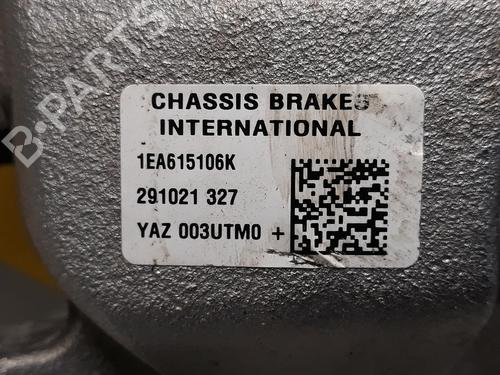 B-PARTS
CHASSIS BRAKES
INTERNATIONAL
1EA615106K
291021 327
YAZ 003UTM0 +